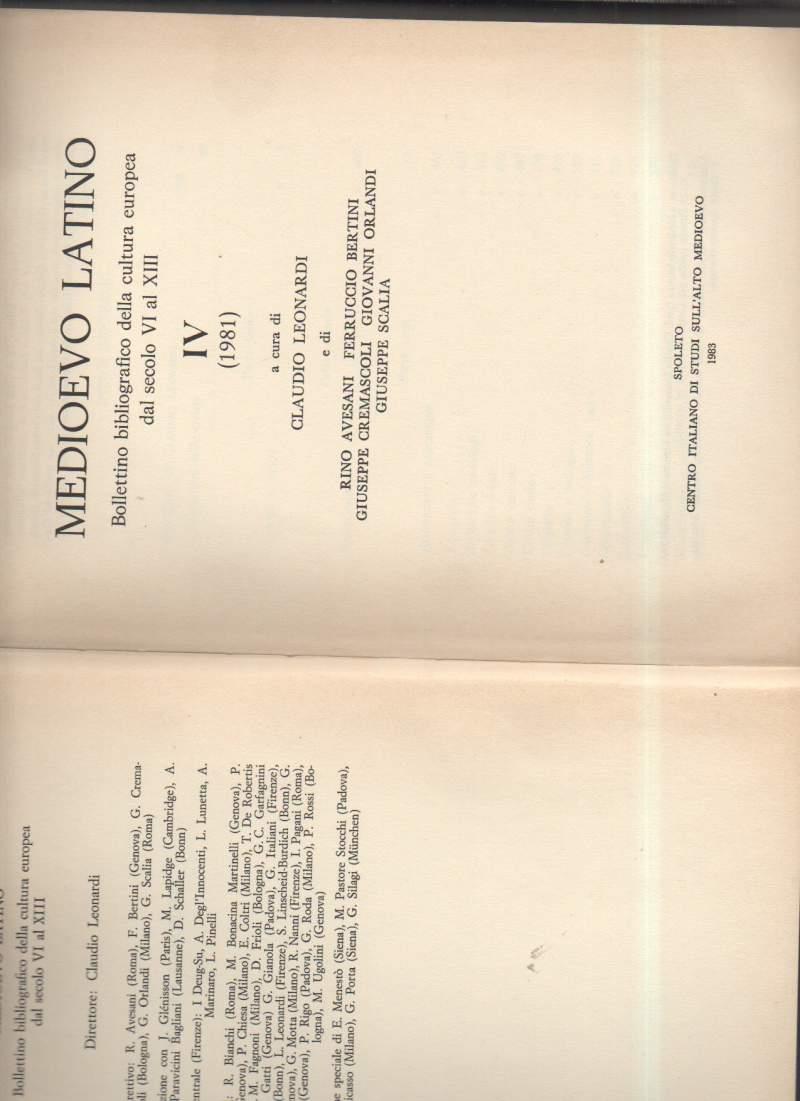 Bollettino bibliografico della cultura europea
dal secolo VI al XIII
Direttore: Claudio Leonardi
R. Avesani (Roma), F. Bertini (Genova), G. Crema-
(Bologna), G. Orlandi (Milano), G. Scalia (Roma)
con J. Glénisson (Paris), M. Lapidge (Cambridge), A.
Paravicini Bagliani (Lausanne), D. Schaller (Bonn)
(Firenze): I Deug-Su, A. Degl'Innocenti, L. Lunetta, A.
Marinaro, L. Pinelli
: R. Bianchi (Roma), M. Bonacina Martinelli (Genova), P.
P. Chiesa (Milano), E. Coltri (Milano), T. De Robertis
M. Fagnoni (Milano), D. Frioli (Bologna), G.C. Garfagnini
Gatti (Genova) G. Gianola (Padova), G. Italiani (Firenze),
(Bonn), L. Leonardi (Firenze), S. Linscheid-Burdich (Bonn), G.
G. Motta (Milano), R. Nanni (Firenze), I. Pagani (Roma),
(Genova), P. Rigo (Padova), G. Roda (Milano), P. Rossi (Bo-
logna), M. Ugolini (Genova)
speciale di E. Menestò (Siena), M. Pastore Stocchi (Padova),
(Milano), G. Porta (Siena), G. Silagi (München)
MEDIOEVO LATINO
Bollettino bibliografico della cultura europea
dal secolo VI al XIII
IV
(1981)
a cura di
CLAUDIO LEONARDI
e di
RINO AVESANI FERRUCCIO BERTINI
GIUSEPPE CREMASCOLI GIOVANNI ORLANDI
GIUSEPPE SCALIA
SPOLETO
CENTRO ITALIANO DI STUDI SULL'ALTO MEDIOEVO
1983